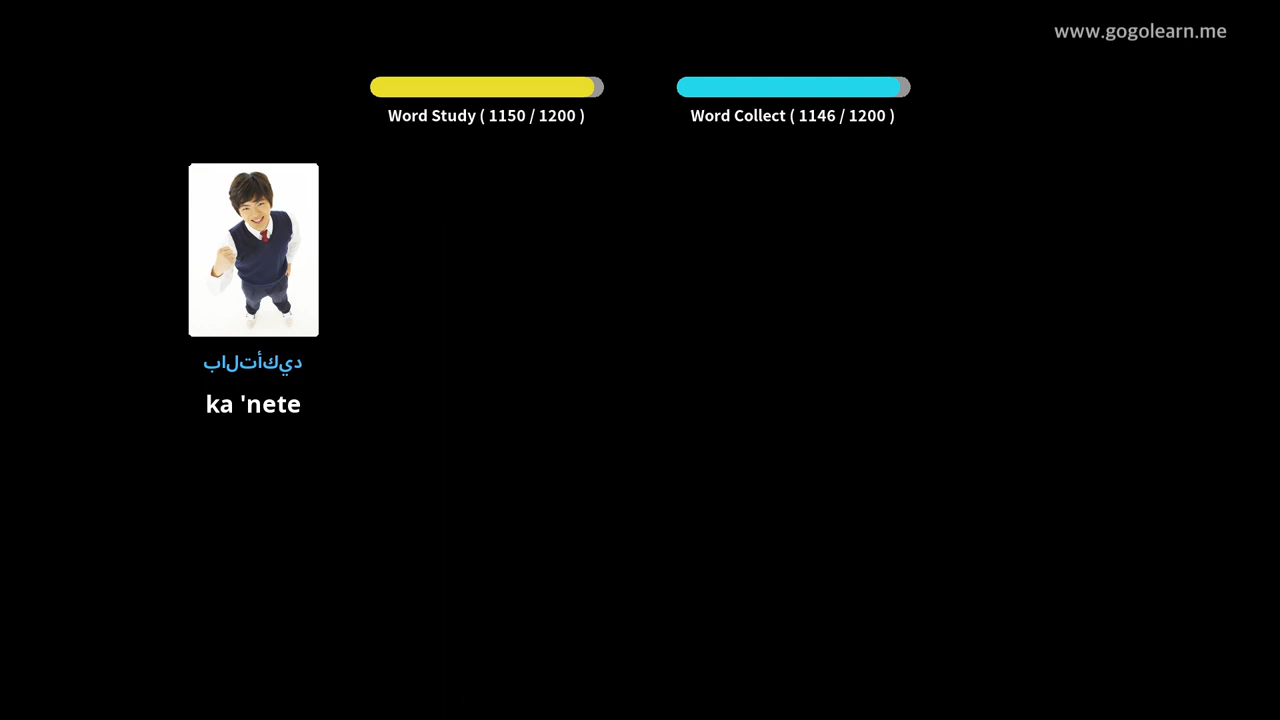 www.gogolearn.me
Word Study ( 1150 / 1200 )
Word Collect ( 1146 / 1200 )
بالتأكيد
ka 'nete